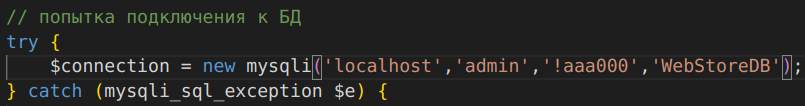 // попытка подключения к БД
try {
    $connection = new mysqli('localhost','admin','!aaa000','WebStoreDB');
} catch (mysqli_sql_exception $e) {